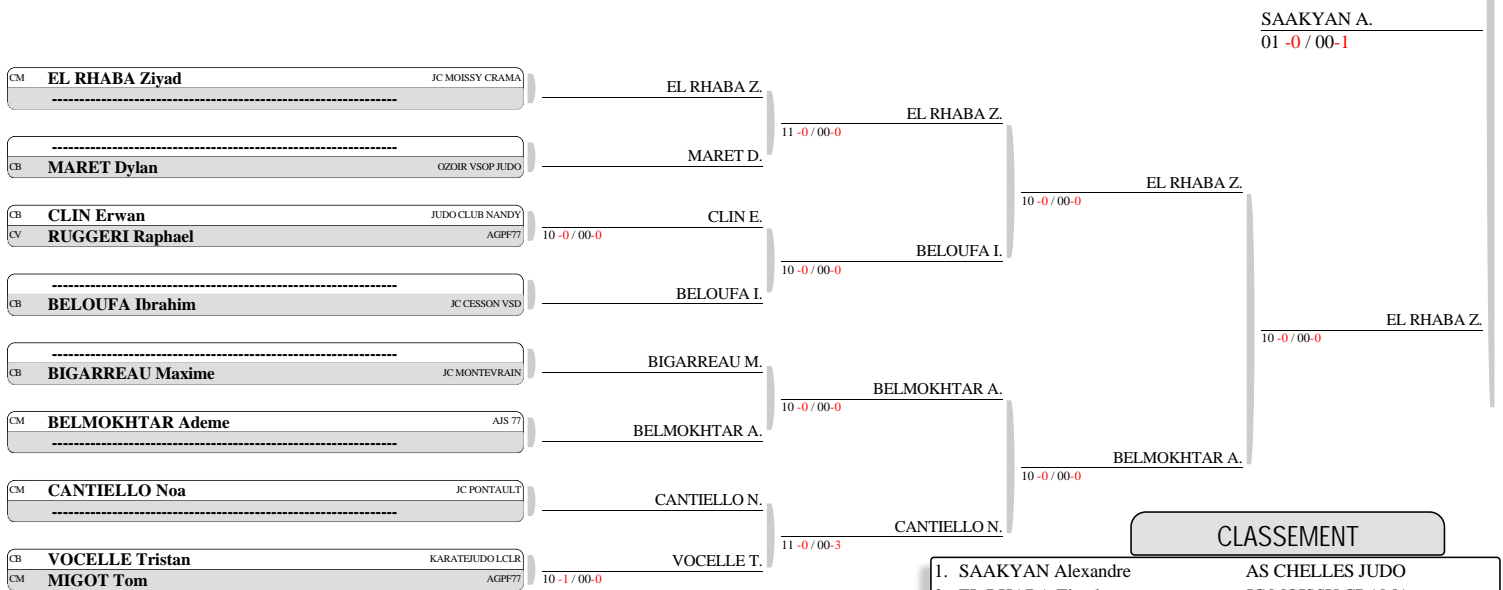 SAAKYAN A.
01 -0 / 00-1
CM EL RHABA Ziyad JC MOISSY CRAMA
----------------------------------------------------------------
----------------------------------------------------------------
CB MARET Dylan OZOIR VSOP JUDO
CB CLIN Erwan JUDO CLUB NANDY
CV RUGGERI Raphael AGPF77
----------------------------------------------------------------
CB BELOUFA Ibrahim JC CESSON VSD
----------------------------------------------------------------
CB BIGARREAU Maxime JC MONTEVRAIN
CM BELMOKHTAR Ademe AJS 77
----------------------------------------------------------------
CM CANTIELLO Noa JC PONTAULT
----------------------------------------------------------------
CB VOCELLE Tristan KARATEJUDO LCLR
CM MIGOT Tom AGPF77
EL RHABA Z.
MARET D.
CLIN E.
10 -0 / 00-0
BELOUFA I.
BIGARREAU M.
BELMOKHTAR A.
CANTIELLO N.
VOCELLE T.
10 -1 / 00-0
EL RHABA Z.
11 -0 / 00-0
BELOUFA I.
10 -0 / 00-0
BELMOKHTAR A.
10 -0 / 00-0
CANTIELLO N.
11 -0 / 00-3
EL RHABA Z.
10 -0 / 00-0
BELMOKHTAR A.
10 -0 / 00-0
EL RHABA Z.
10 -0 / 00-0
CLASSEMENT
1. SAAKYAN Alexandre AS CHELLES JUDO